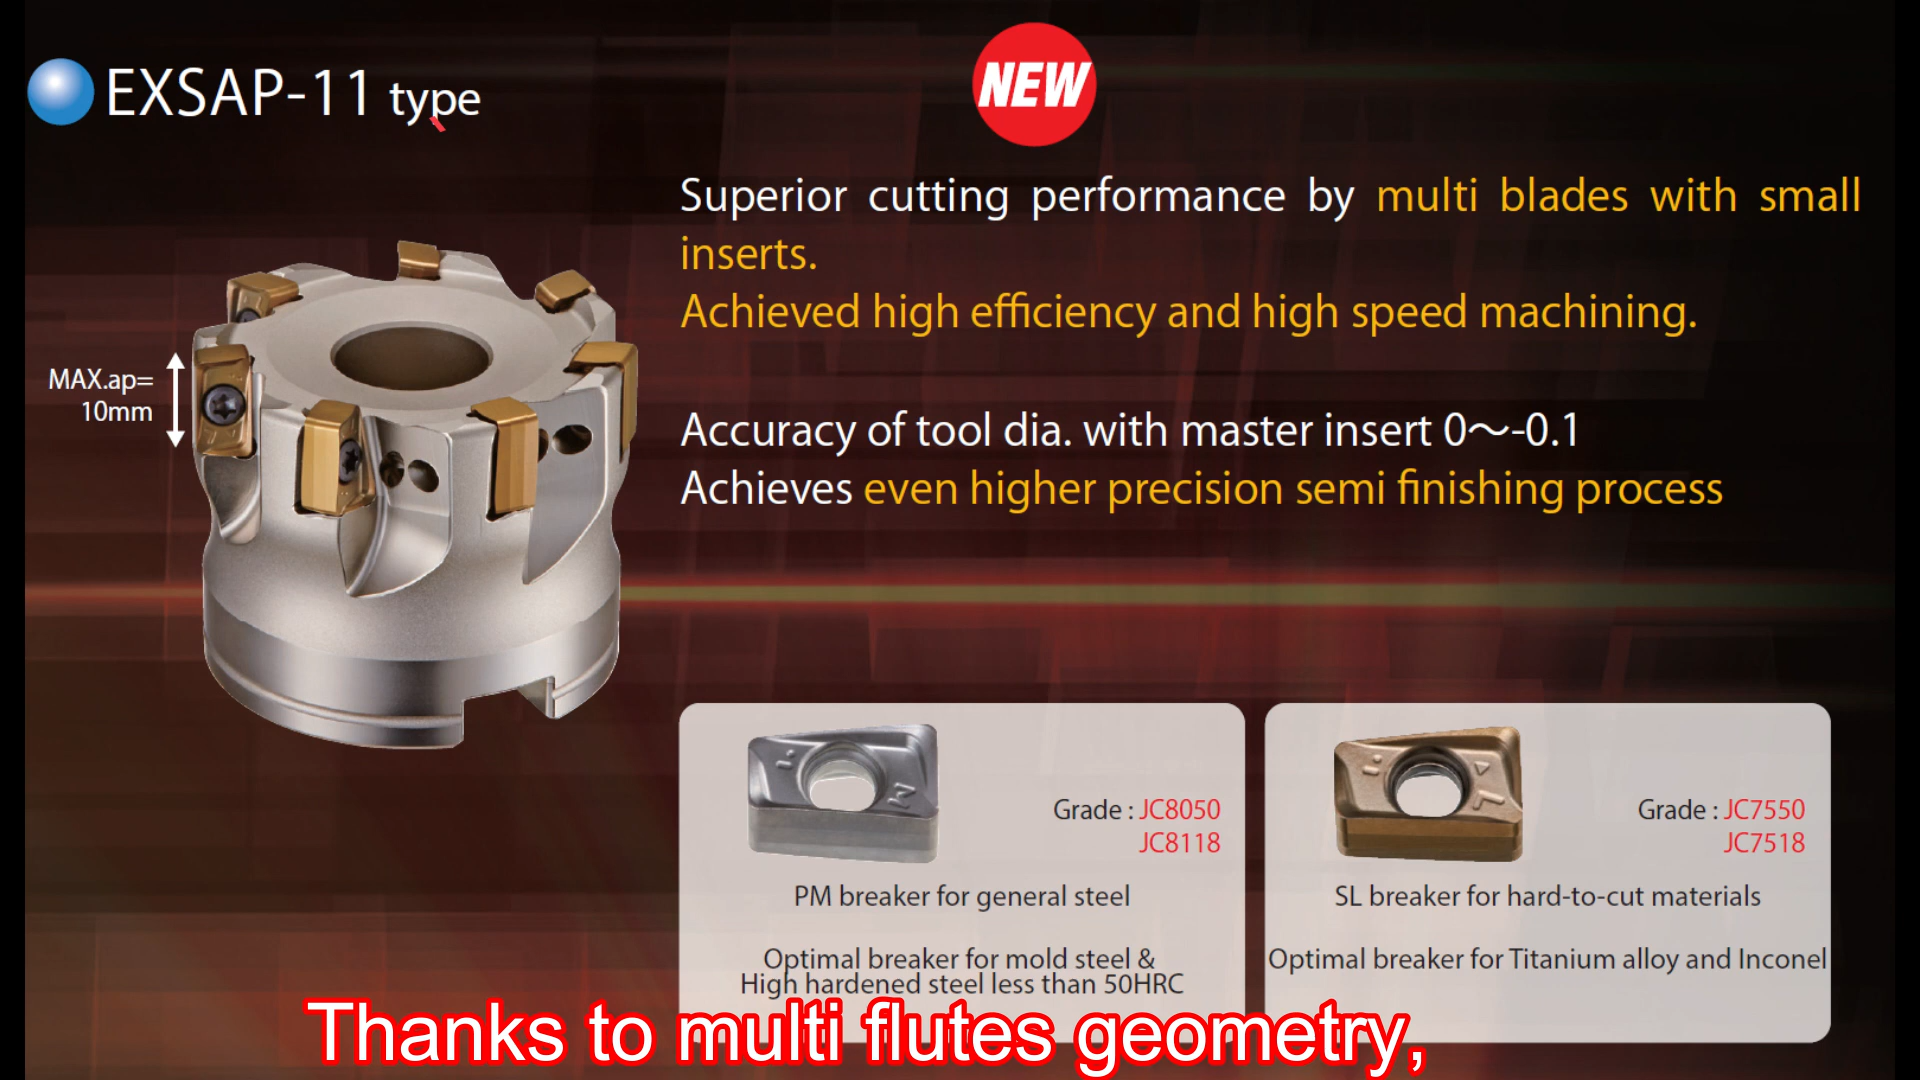 EXSAP-11 type
NEW
Superior cutting performance by multi blades with small
inserts.
Achieved high efficiency and high speed machining.
MAX.ap=
10mm
Accuracy of tool dia. with master insert 0～-0.1
Achieves even higher precision semi finishing process
Grade : JC8050
JC8118
PM breaker for general steel
Optimal breaker for mold steel &
High hardened steel less than 50HRC
Grade : JC7550
JC7518
SL breaker for hard-to-cut materials
Optimal breaker for Titanium alloy and Inconel
Thanks to multi flutes geometry,